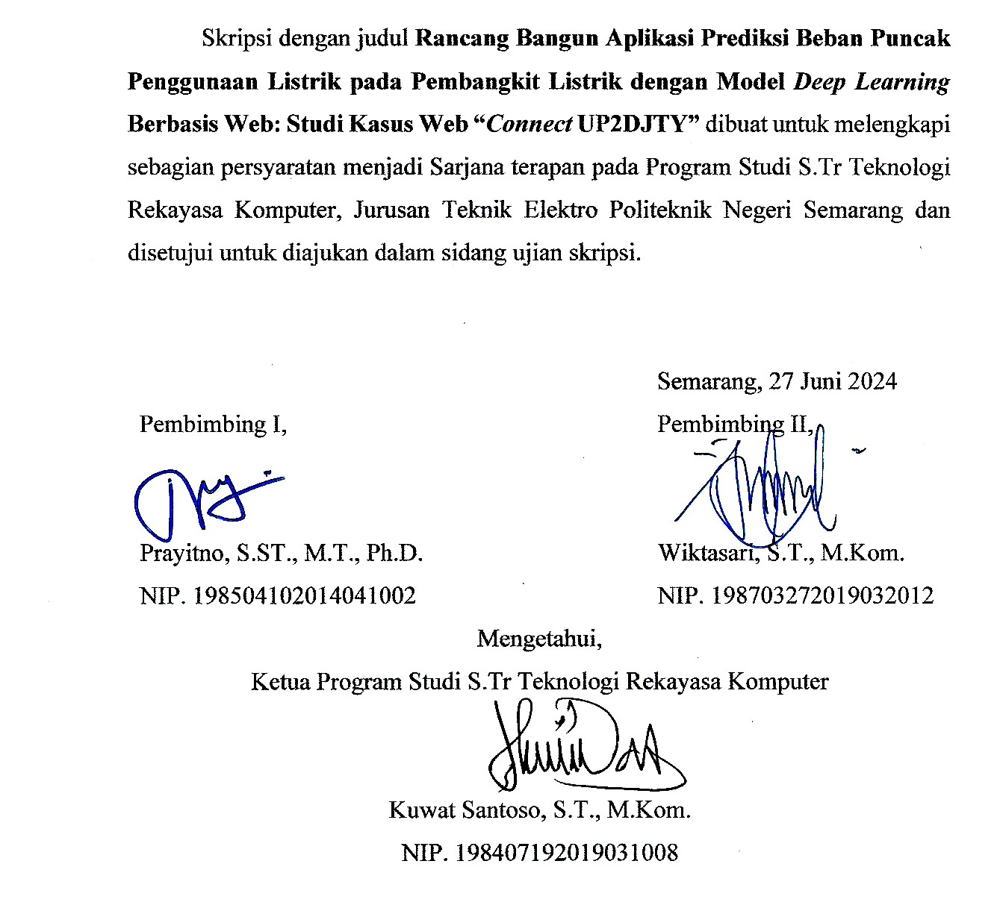 Skripsi dengan judul Rancang Bangun Aplikasi Prediksi Beban Puncak
Penggunaan Listrik pada Pembangkit Listrik dengan Model Deep Learning
Berbasis Web: Studi Kasus Web “Connect UP2DJTY” dibuat untuk melengkapi
sebagian persyaratan menjadi Sarjana terapan pada Program Studi S.Tr Teknologi
Rekayasa Komputer, Jurusan Teknik Elektro Politeknik Negeri Semarang dan
disetujui untuk diajukan dalam sidang ujian skripsi.
Semarang, 27 Juni 2024
Pembimbing I,
Pembimbing II,
Prayitno, S.ST., M.T., Ph.D.
Wiktasari, S.T., M.Kom.
NIP. 198504102014041002
NIP. 198703272019032012
Mengetahui,
Ketua Program Studi S.Tr Teknologi Rekayasa Komputer
Kuwat Santoso, S.T., M.Kom.
NIP. 198407192019031008